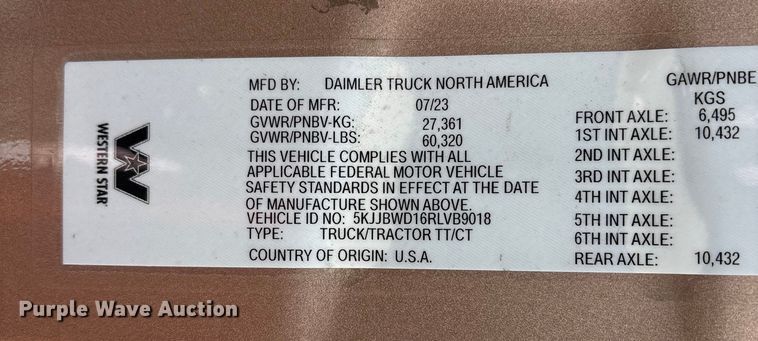 WESTERN STAR
MFD BY: DAIMLER TRUCK NORTH AMERICA
DATE OF MFR: 07/23
GVWR/PNBV-KG: 27,361
GVWR/PNBV-LBS: 60,320
THIS VEHICLE COMPLIES WITH ALL
APPLICABLE FEDERAL MOTOR VEHICLE
SAFETY STANDARDS IN EFFECT AT THE DATE
OF MANUFACTURE SHOWN ABOVE.
VEHICLE ID NO: 5KJJBWD16RLVB9018
TYPE: TRUCK/TRACTOR TT/CT
COUNTRY OF ORIGIN: U.S.A.
GAWR/PNBE
KGS
FRONT AXLE: 6,495
1ST INT AXLE: 10,432
2ND INT AXLE:
3RD INT AXLE:
4TH INT AXLE:
5TH INT AXLE:
6TH INT AXLE:
REAR AXLE: 10,432
Purple Wave Auction